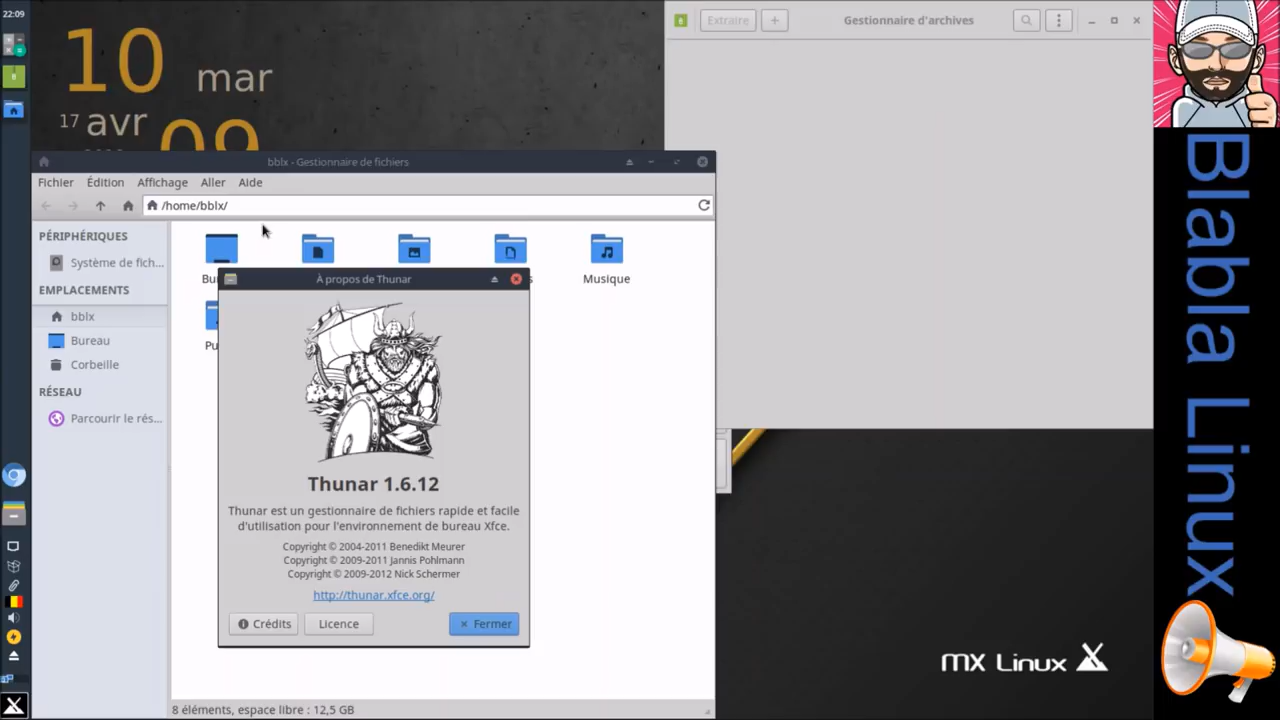 22:09
10
mar
17 avr
09
Extraire
Gestionnaire d'archives
bblx - Gestionnaire de fichiers
Fichier Édition Affichage Aller Aide
/home/bblx/
PÉRIPHÉRIQUES
Système de fich...
EMPLACEMENTS
bblx
Bureau
Corbeille
RÉSEAU
Parcourir le rés...
Musique
À propos de Thunar
Thunar 1.6.12
Thunar est un gestionnaire de fichiers rapide et facile
d'utilisation pour l'environnement de bureau Xfce.
Copyright © 2004-2011 Benedikt Meurer
Copyright © 2009-2011 Jannis Pohlmann
Copyright © 2009-2012 Nick Schermer
http://thunar.xfce.org/
Crédits
Licence
Fermer
8 éléments, espace libre : 12,5 GB
MX Linux
Blabla Linux